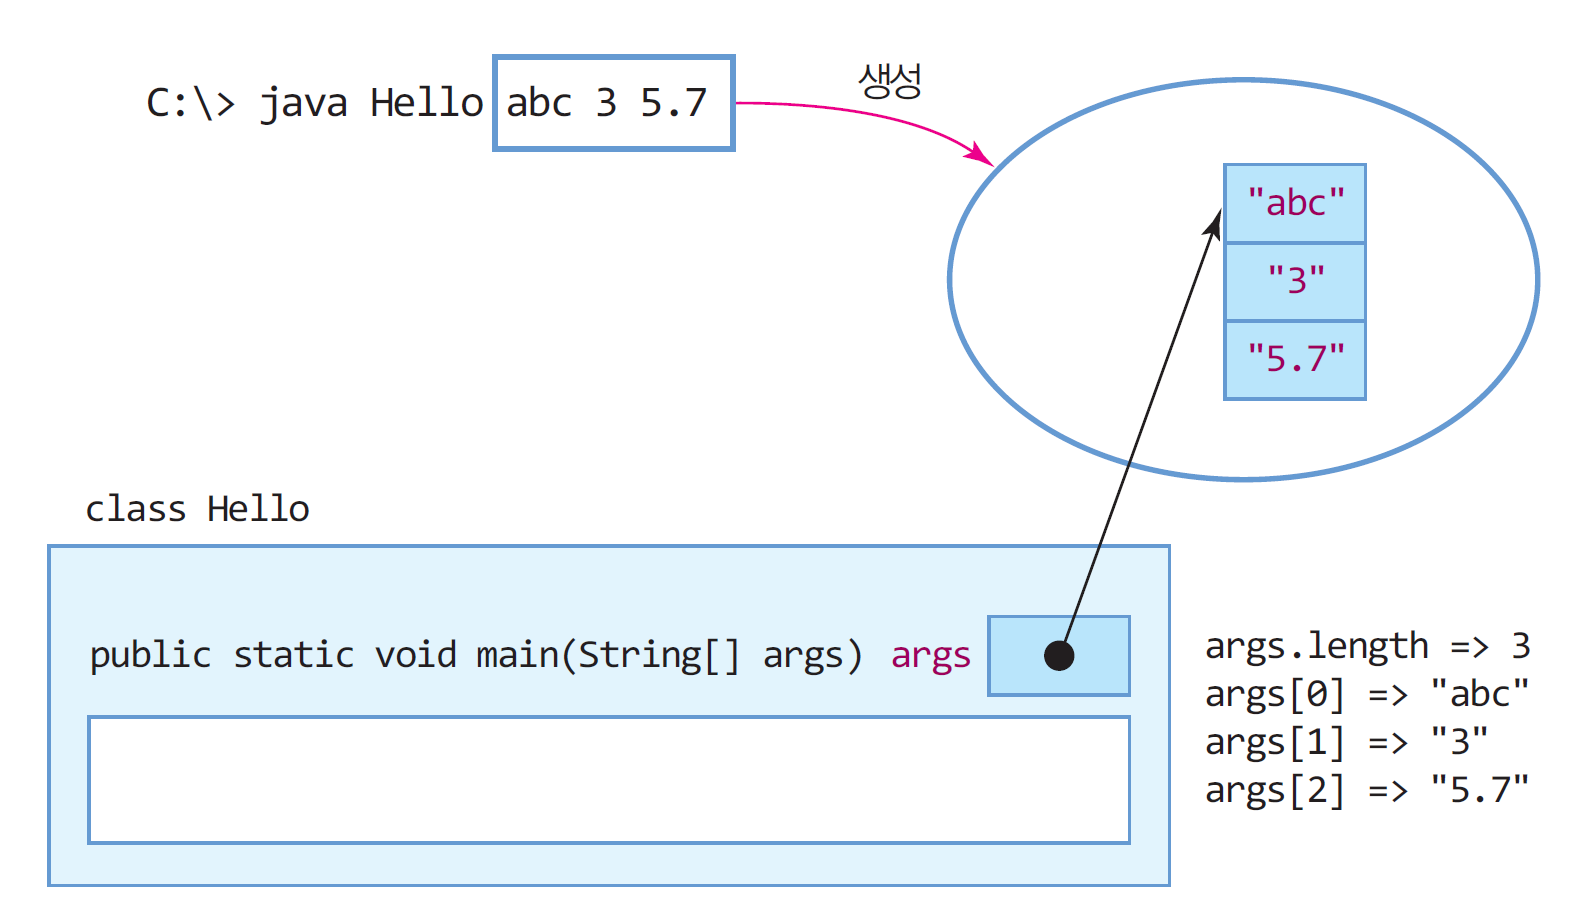 C:\> java Hello abc 3 5.7
생성
"abc"
"3"
"5.7"
class Hello
public static void main(String[] args) args
args.length => 3
args[0] => "abc"
args[1] => "3"
args[2] => "5.7"